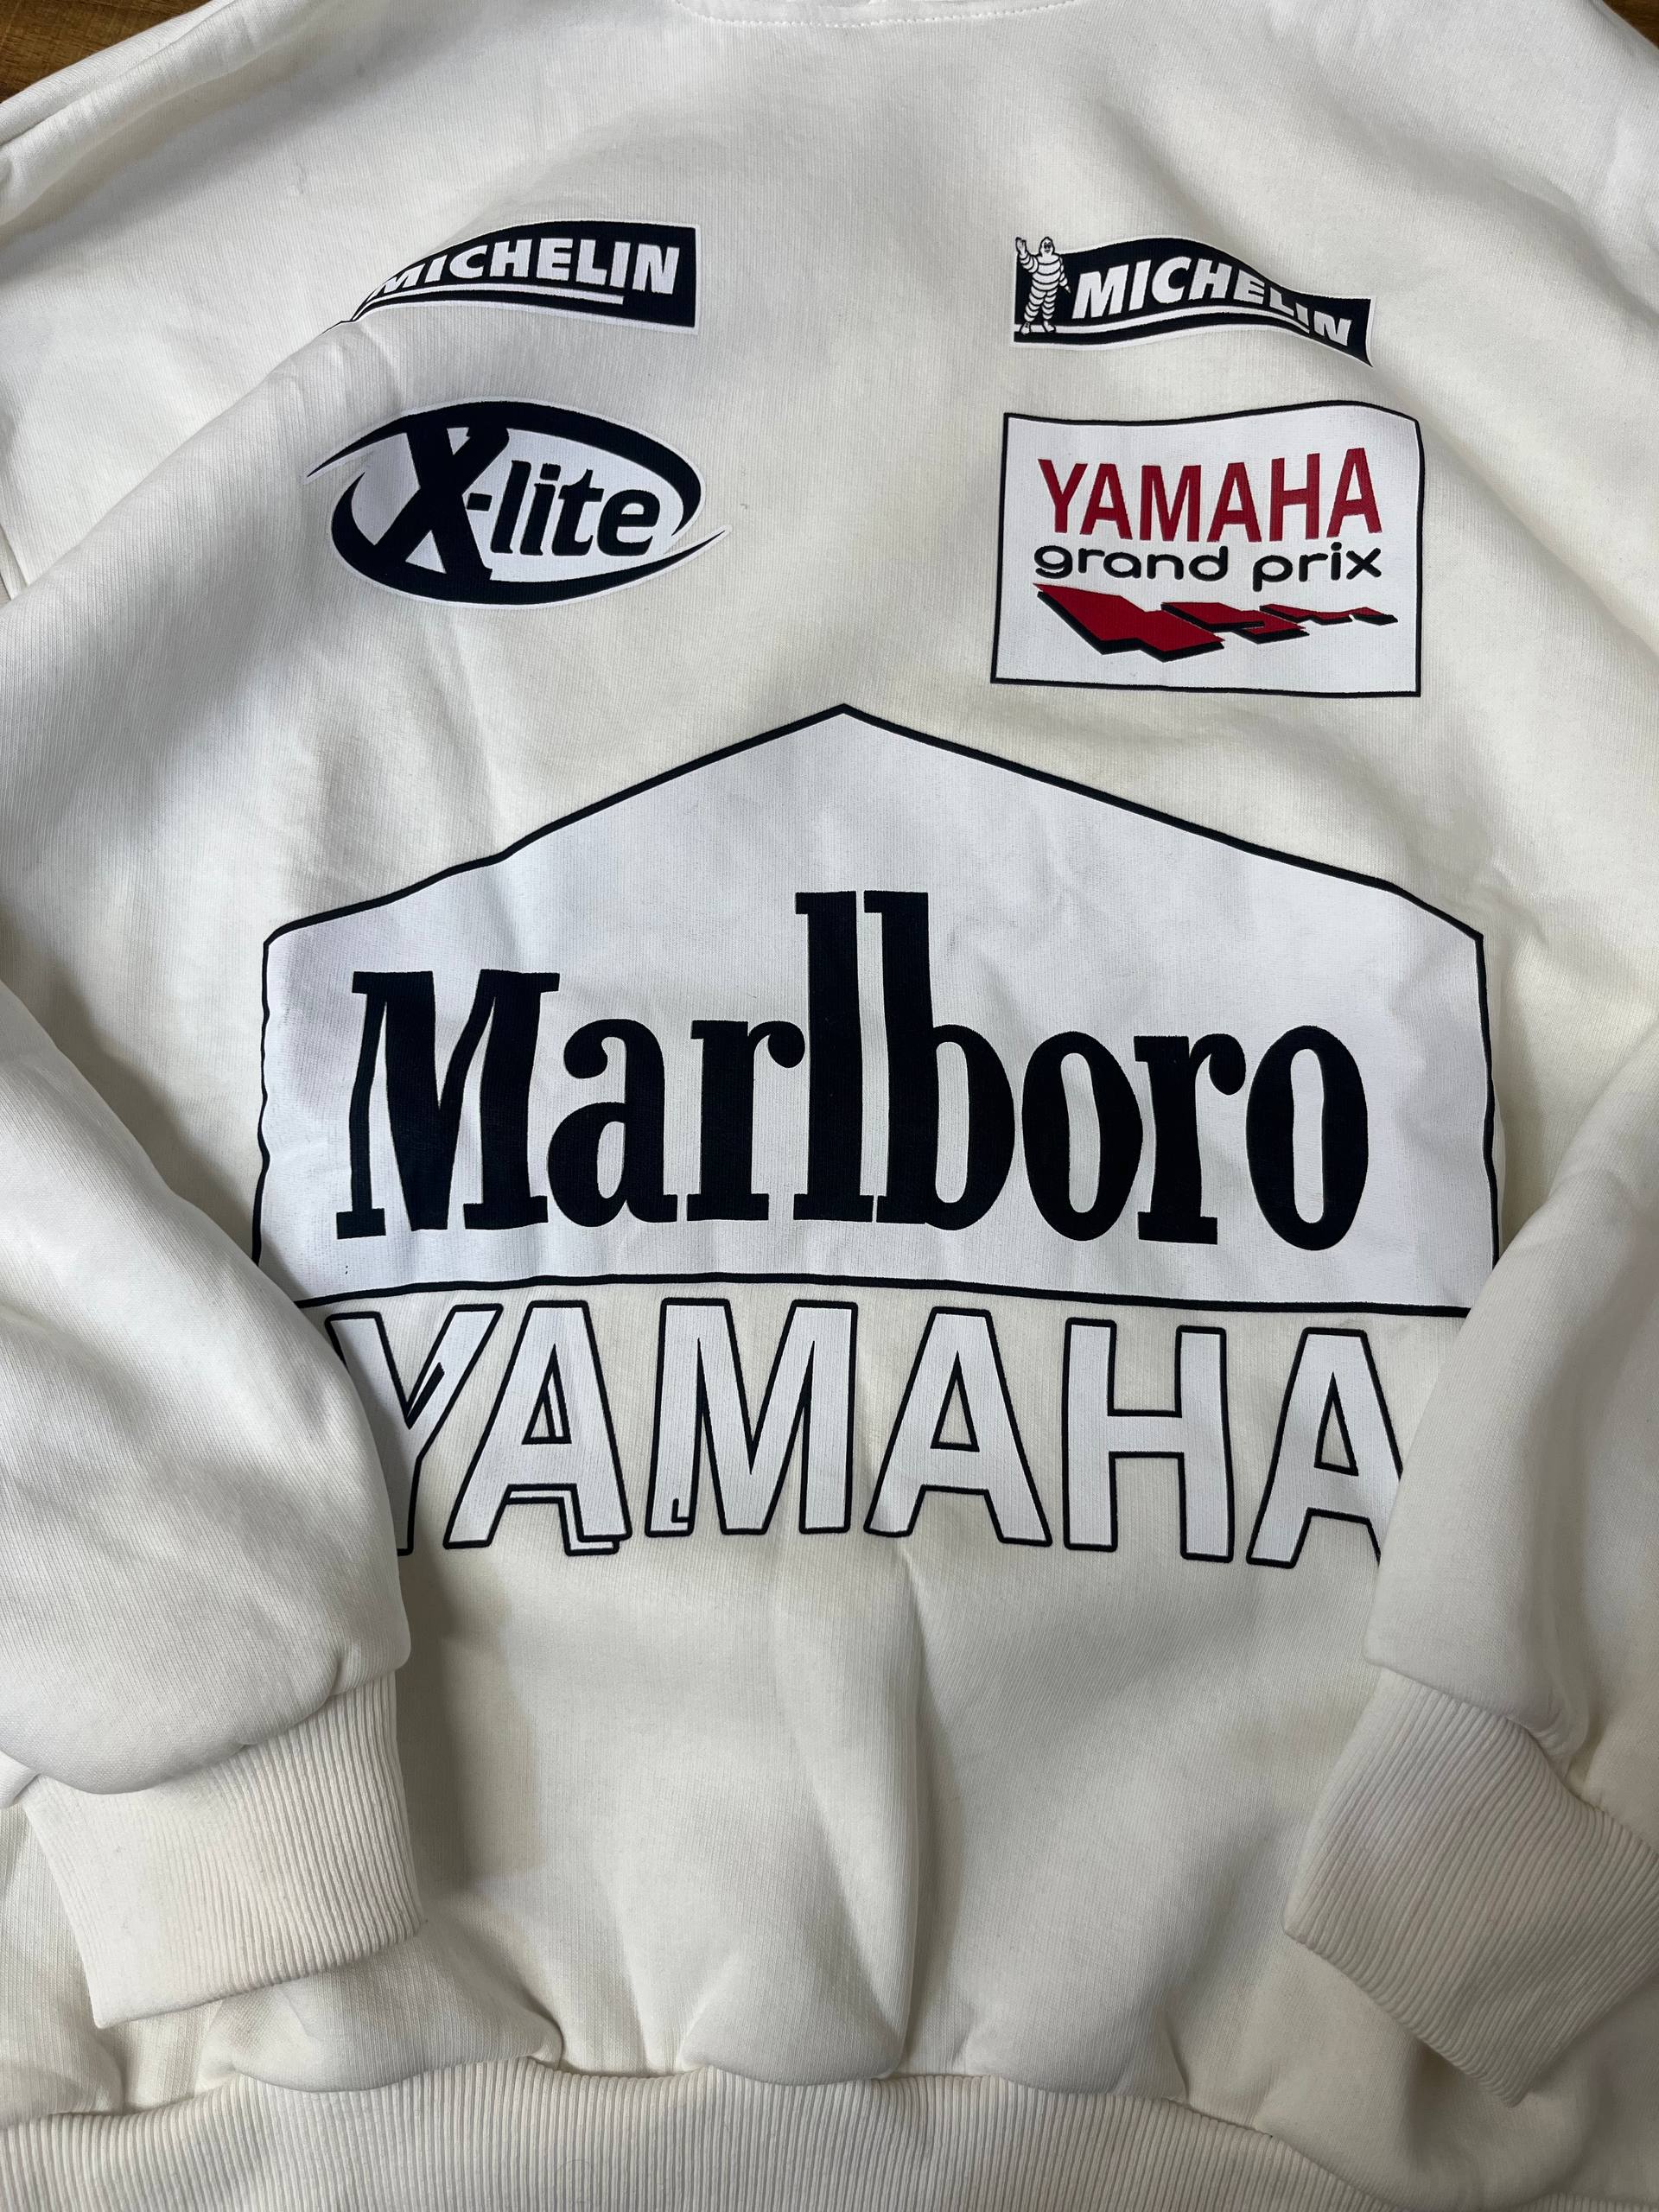 MICHELIN
MICHELIN
X-lite
YAMAHA
grand prix
Marlboro
YAMAHA